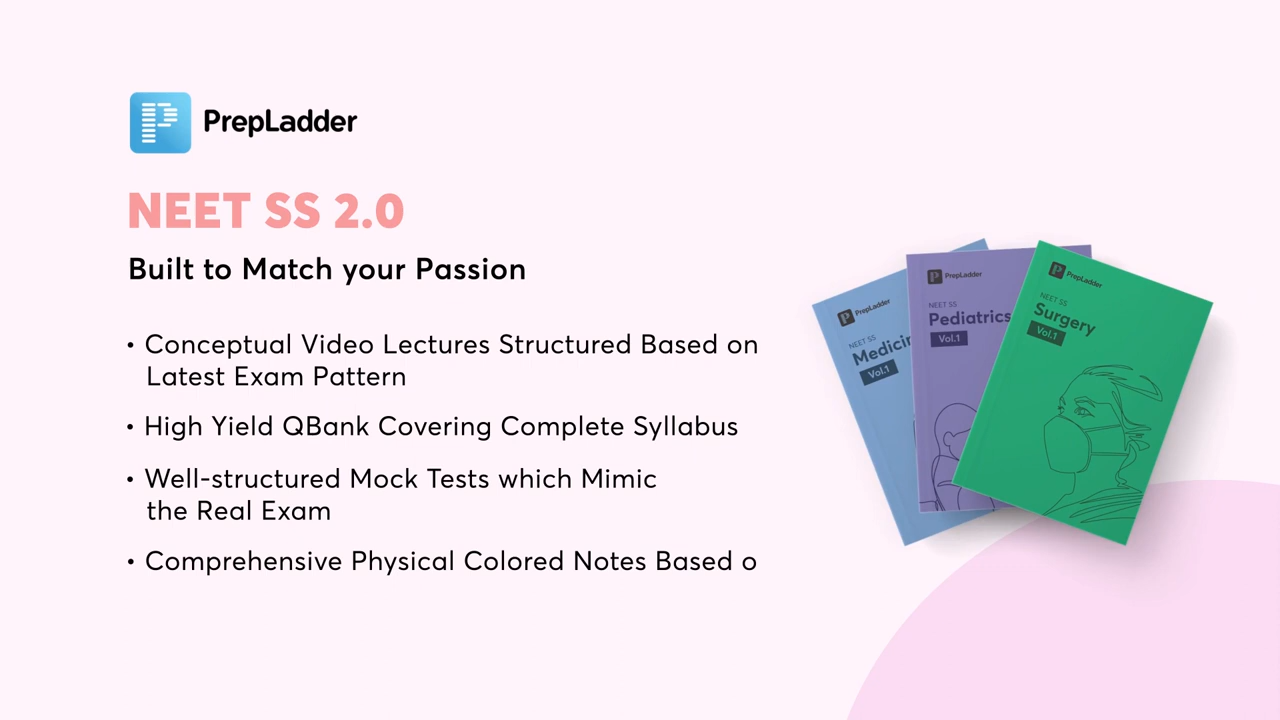 PrepLadder
NEET SS 2.0
Built to Match your Passion
• Conceptual Video Lectures Structured Based on
Latest Exam Pattern
• High Yield QBank Covering Complete Syllabus
• Well-structured Mock Tests which Mimic
the Real Exam
• Comprehensive Physical Colored Notes Based o
PrepLadder
NEET SS
Medicin
Vol.1
PrepLadder
NEET SS
Pediatrics
Vol.1
PrepLadder
NEET SS
Surgery
Vol.1